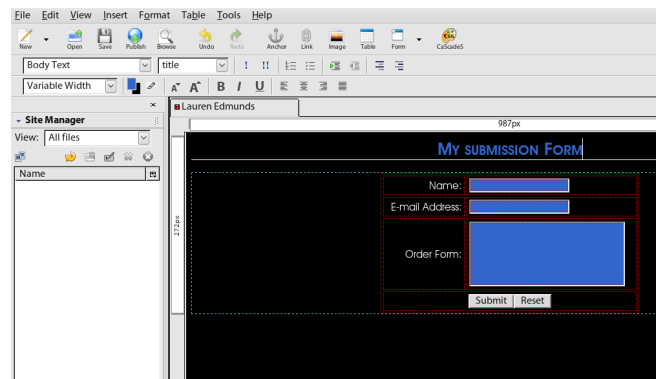 File Edit View Insert Format Table Tools Help
New Open Save Publish Browse Undo Redo Anchor Link Image Table Form CaScadeS
Body Text title ! !!
Variable Width A A B I U
Lauren Edmunds
Site Manager
987px
View: All files
My submission Form
Name
Name:
E-mail Address:
272px
Order Form:
Submit Reset